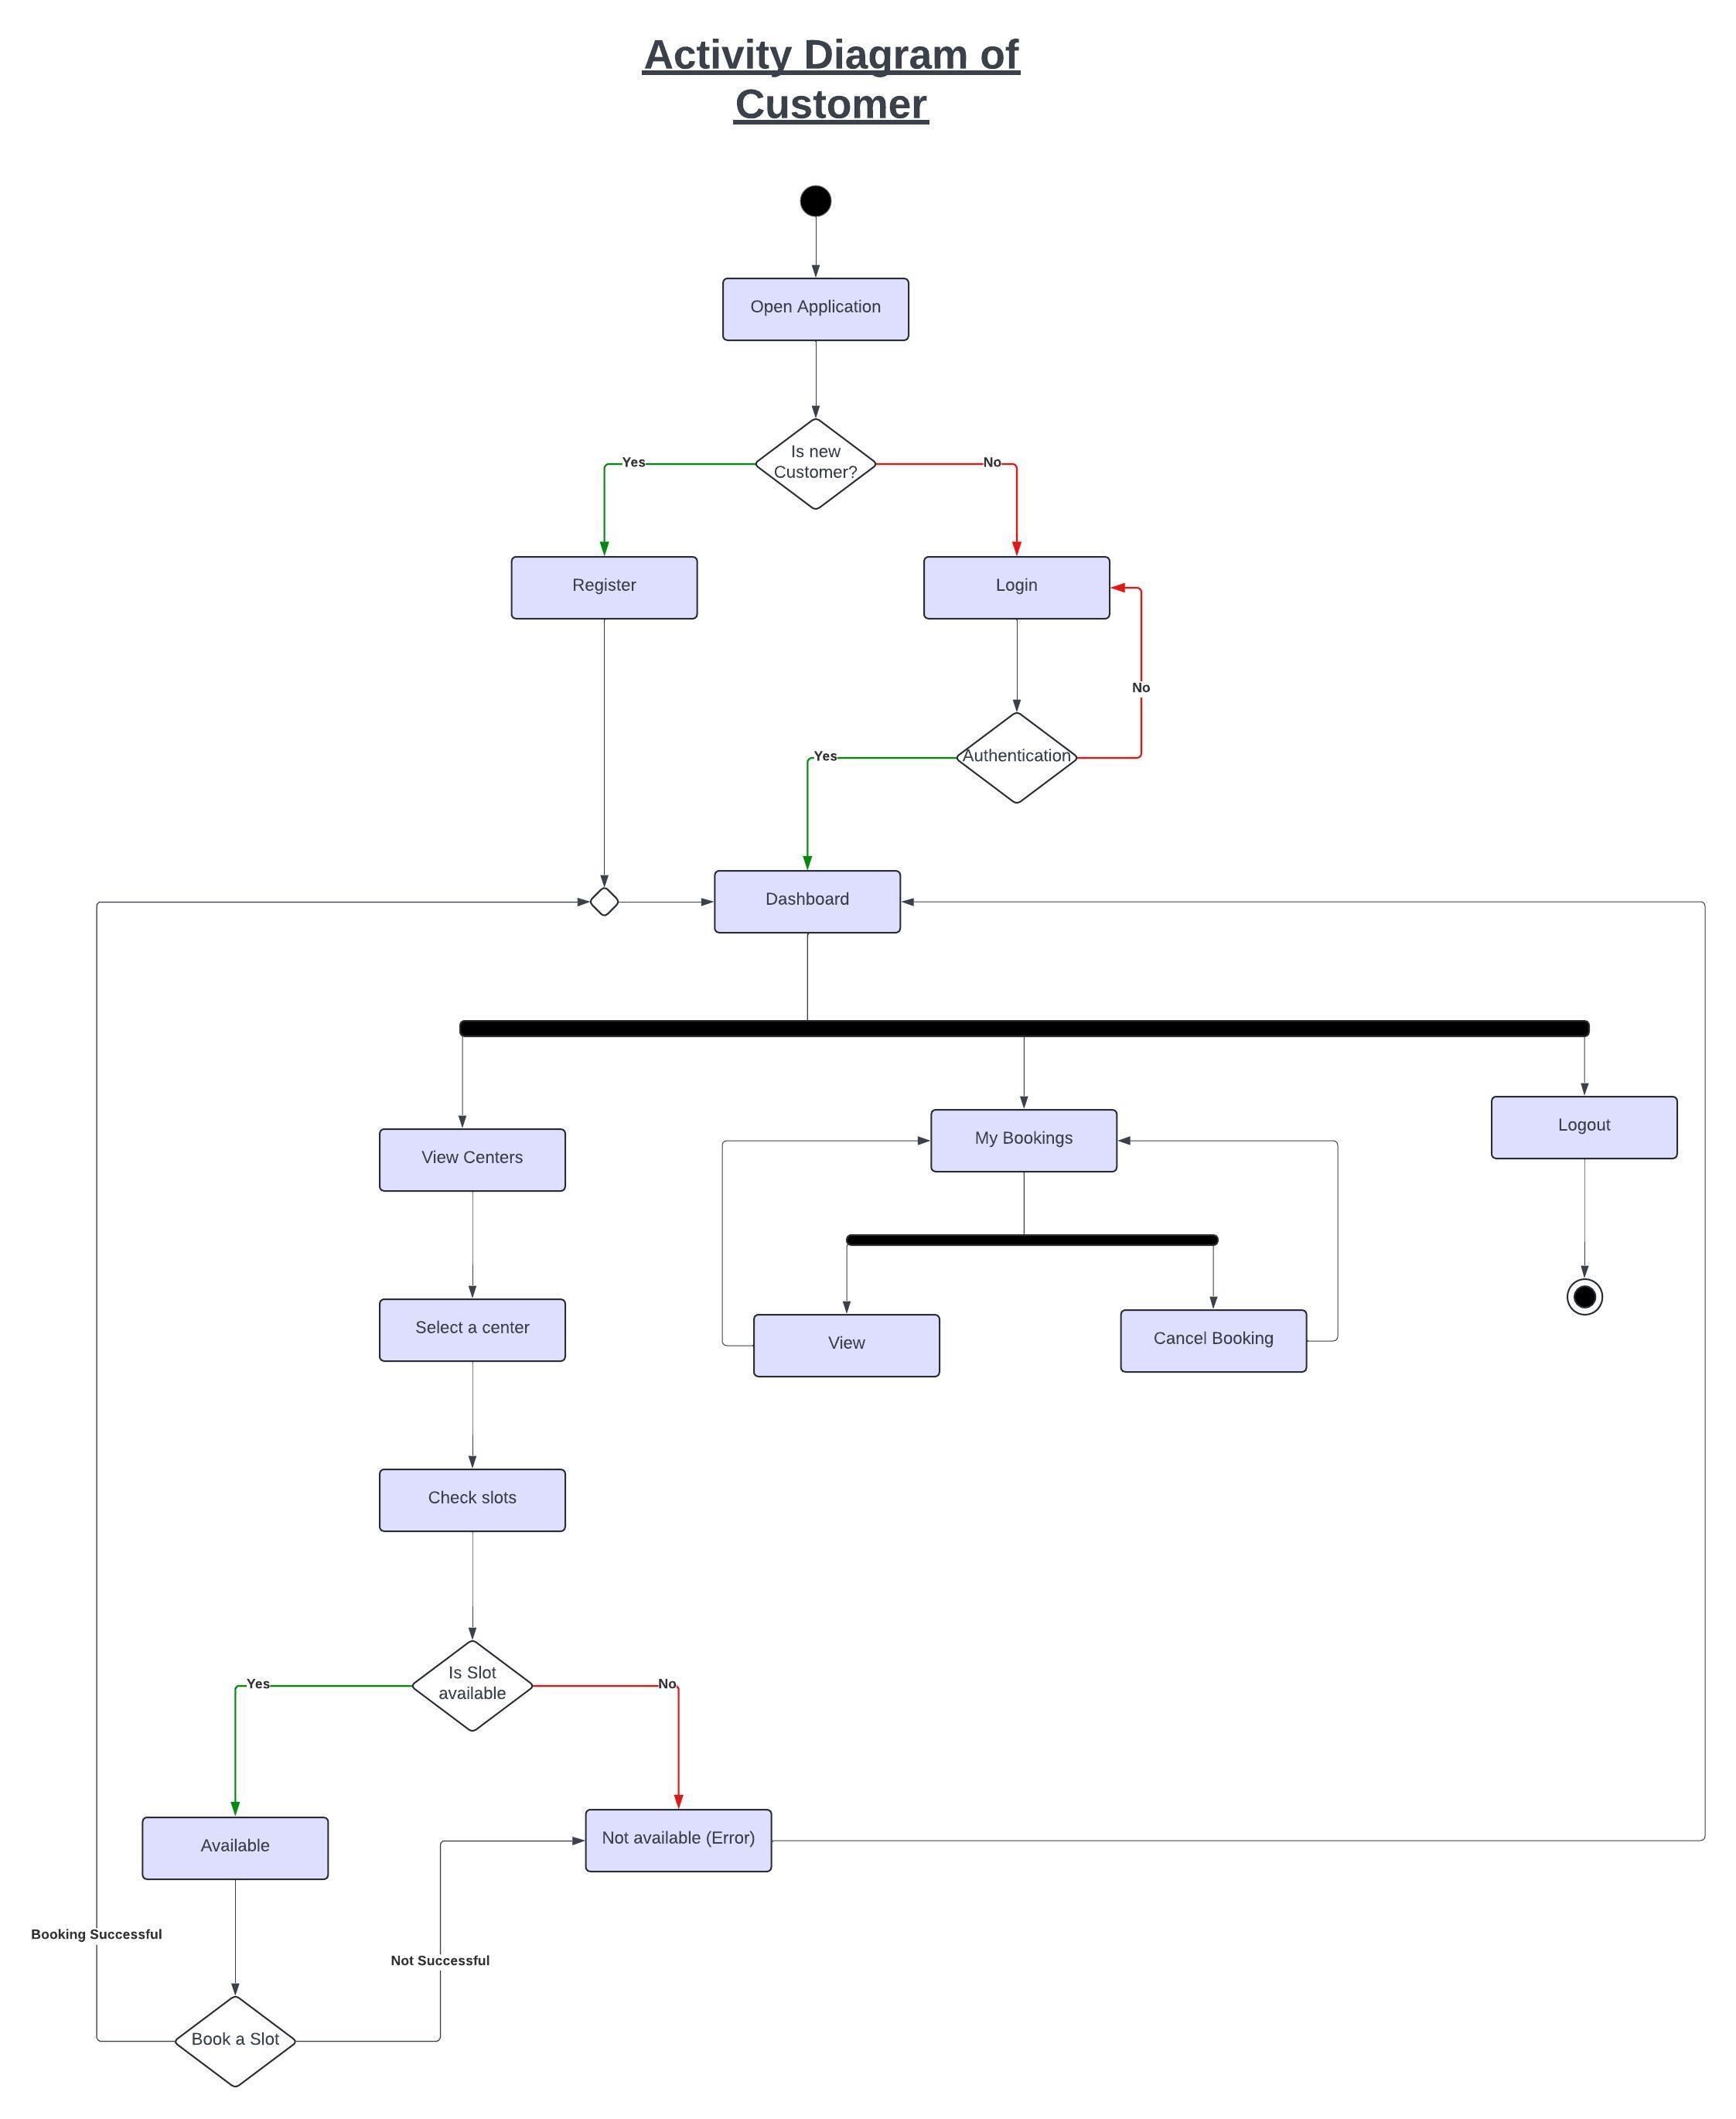 Activity Diagram of
Customer
Open Application
Is new
Customer?
Yes
No
Register
Login
No
Authentication
Yes
Dashboard
My Bookings
Logout
View Centers
Select a center
View
Cancel Booking
Check slots
Is Slot
available
Yes
No
Available
Not available (Error)
Booking Successful
Not Successful
Book a Slot